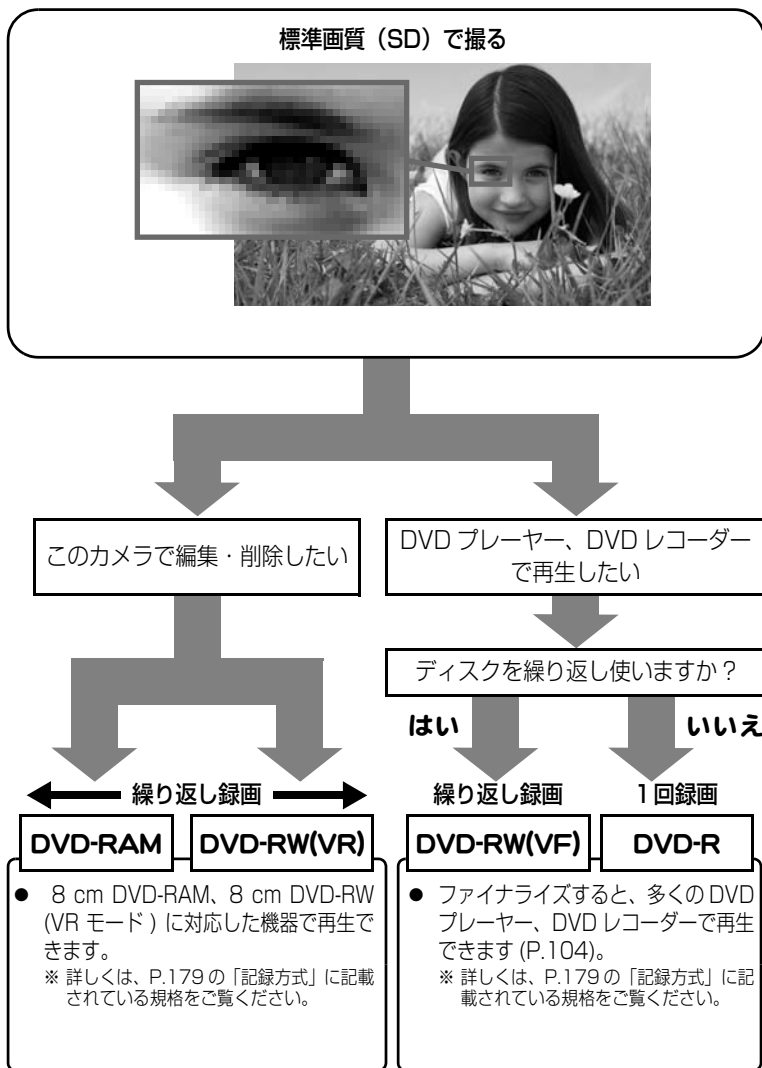 標準画質（SD）で撮る
このカメラで編集・削除したい
DVD プレーヤー、DVD レコーダー
で再生したい
ディスクを繰り返し使いますか？
はい
いいえ
繰り返し録画
DVD-RAM
DVD-RW(VR)
● 8 cm DVD-RAM、8 cm DVD-RW
(VR モード ) に対応した機器で再生で
きます。
※ 詳しくは、P.179 の「記録方式」に記載
されている規格をご覧ください。
繰り返し録画
1回録画
DVD-RW(VF)
DVD-R
● ファイナライズすると、多くの DVD
プレーヤー、DVD レコーダーで再生
できます (P.104)。
※ 詳しくは、P.179 の「記録方式」に記
載されている規格をご覧ください。